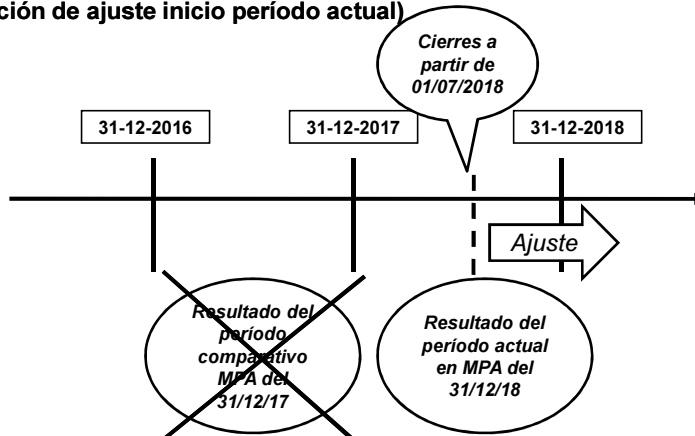 ción de ajuste inicio período actual)
Cierres a
partir de
01/07/2018
31-12-2016
31-12-2017
31-12-2018
Ajuste
Resultado del
período
comparativo
MPA del
31/12/17
Resultado del
período actual
en MPA del
31/12/18